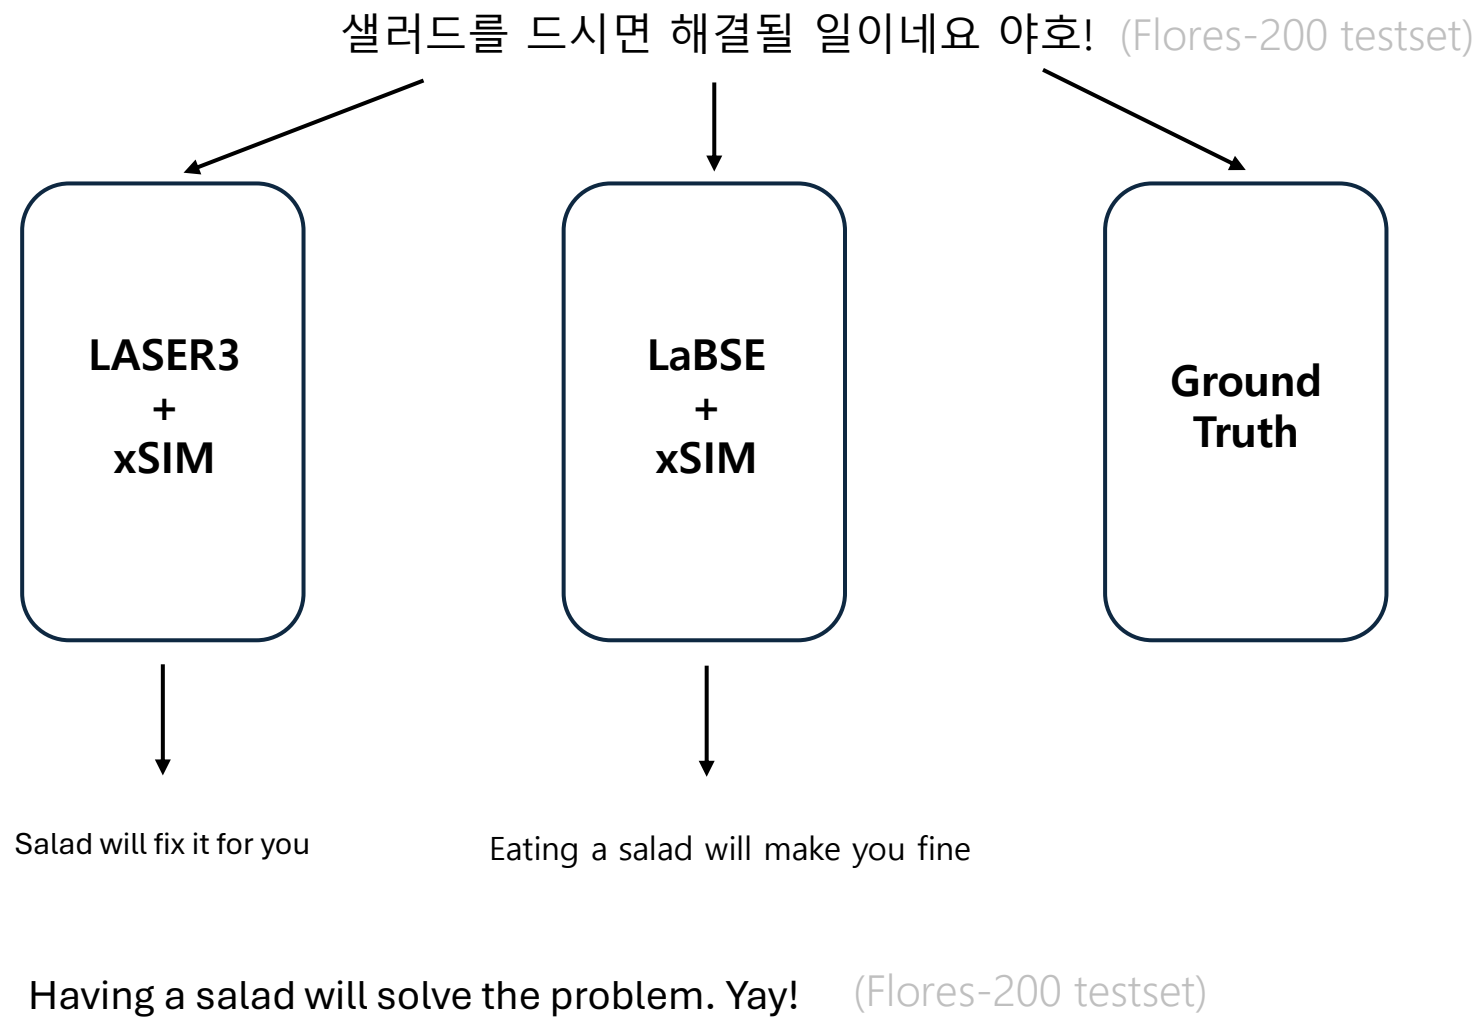 샐러드를 드시면 해결될 일이네요 야호! (Flores-200 testset)
LASER3
+
xSIM
LaBSE
+
xSIM
Ground
Truth
Salad will fix it for you
Eating a salad will make you fine
Having a salad will solve the problem. Yay! (Flores-200 testset)